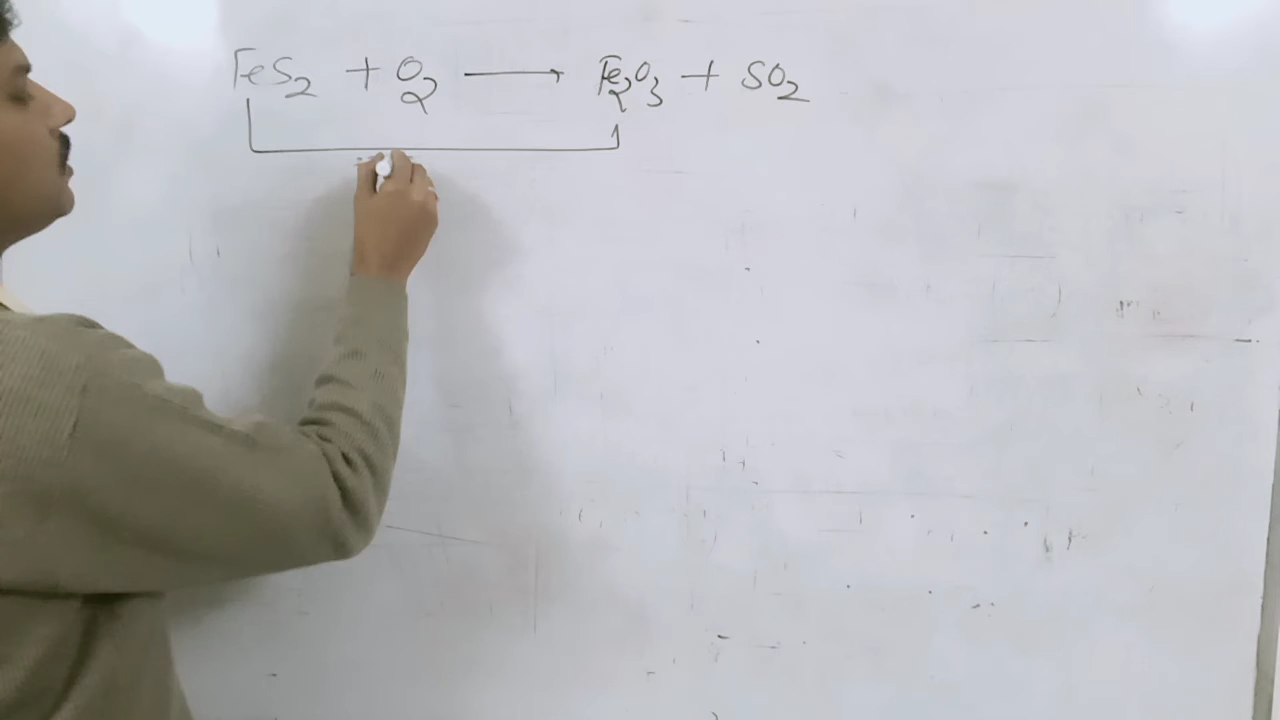 FeS2 + O2 ⟶ Fe2O3 + SO2